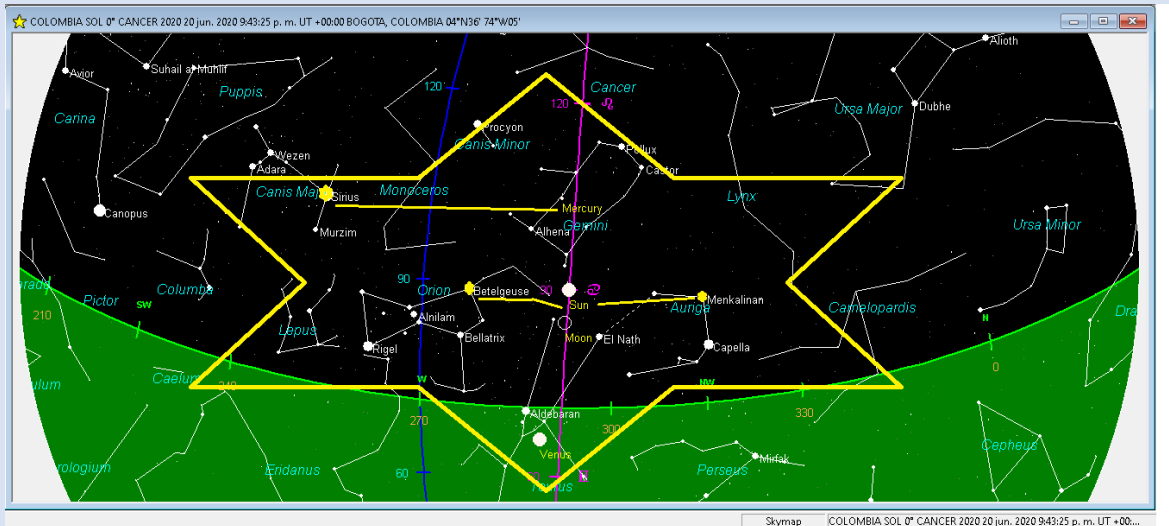 COLOMBIA SOL 0° CANCER 2020 20 jun. 2020 9:43:25 p. m. UT +00:00 BOGOTA, COLOMBIA 04°N36' 74°W05'
Alioth
Avior
Suhail al Muhlif
Puppis
120
Cancer
120
Ursa Major
Dubhe
Carina
Procyon
Canis Minor
Wezen
Pollux
Adara
Castor
Canis Maj
Sirius
Monoceros
Lynx
Canopus
Mercury
Murzim
Alhena
Gemini
Ursa Minor
90
Pictor
Columba
Orion
Betelgeuse
90
Sun
Menkalinan
SW
Auriga
Camelopardis
210
Alnilam
N
Lepus
Bellatrix
Moon
El Nath
Rigel
Capella
0
Caelum
240
W
NW
Aldebaran
270
300
330
Venus
Cepheus
Eridanus
60
Perseus
Mirfak
Skymap
COLOMBIA SOL 0° CANCER 2020 20 jun. 2020 9:43:25 p. m. UT +00:...